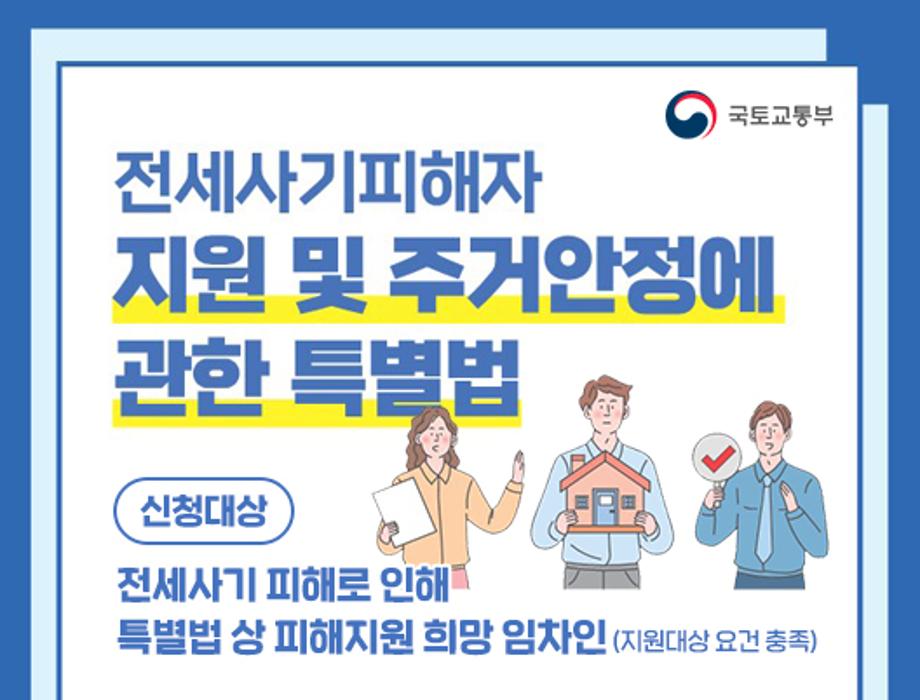 국토교통부
전세사기피해자
지원 및 주거안정에
관한 특별법
신청대상
전세사기 피해로 인해
특별법 상 피해지원 희망 임차인 (지원대상 요건 충족)